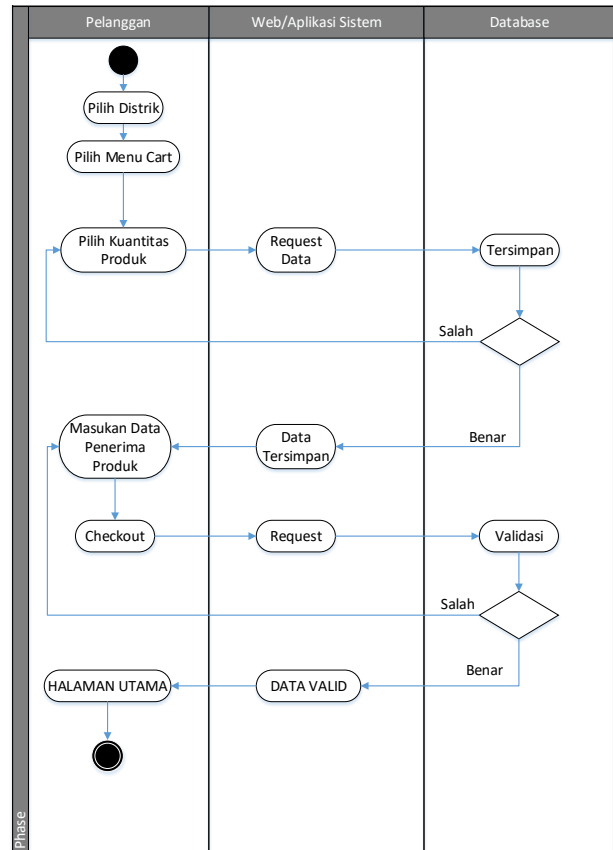 Pelanggan
Web/Aplikasi Sistem
Database
Pilih Distrik
Pilih Menu Cart
Pilih Kuantitas
Produk
Request
Data
Tersimpan
Salah
Benar
Masukan Data
Penerima
Produk
Data
Tersimpan
Checkout
Request
Validasi
Salah
Benar
HALAMAN UTAMA
DATA VALID
Phase